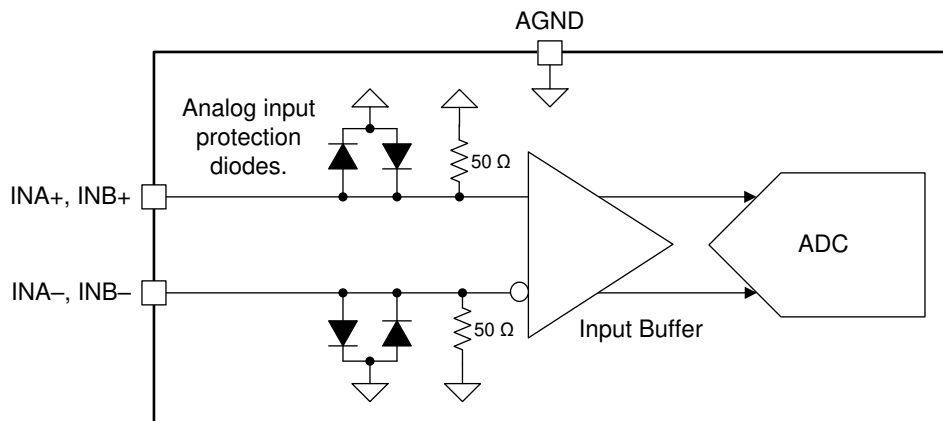 AGND
Analog input
protection
diodes.
50 Ω
INA+, INB+
ADC
INA–, INB–
50 Ω
Input Buffer